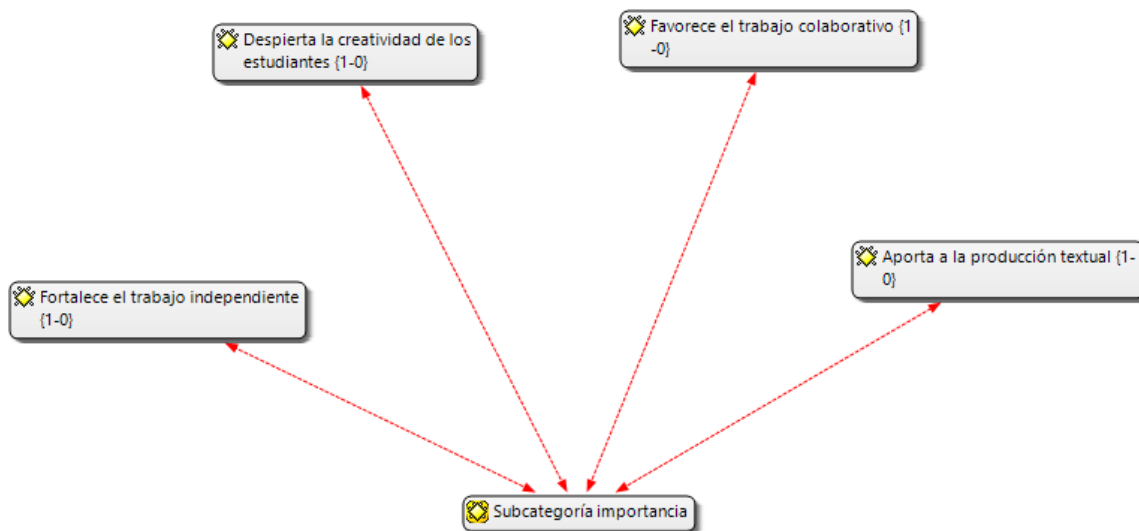 Favorece el trabajo colaborativo {1
-0}
Despierta la creatividad de los
estudiantes {1-0}
Aporta a la producción textual {1-
0}
Fortalece el trabajo independiente
{1-0}
Subcategoría importancia